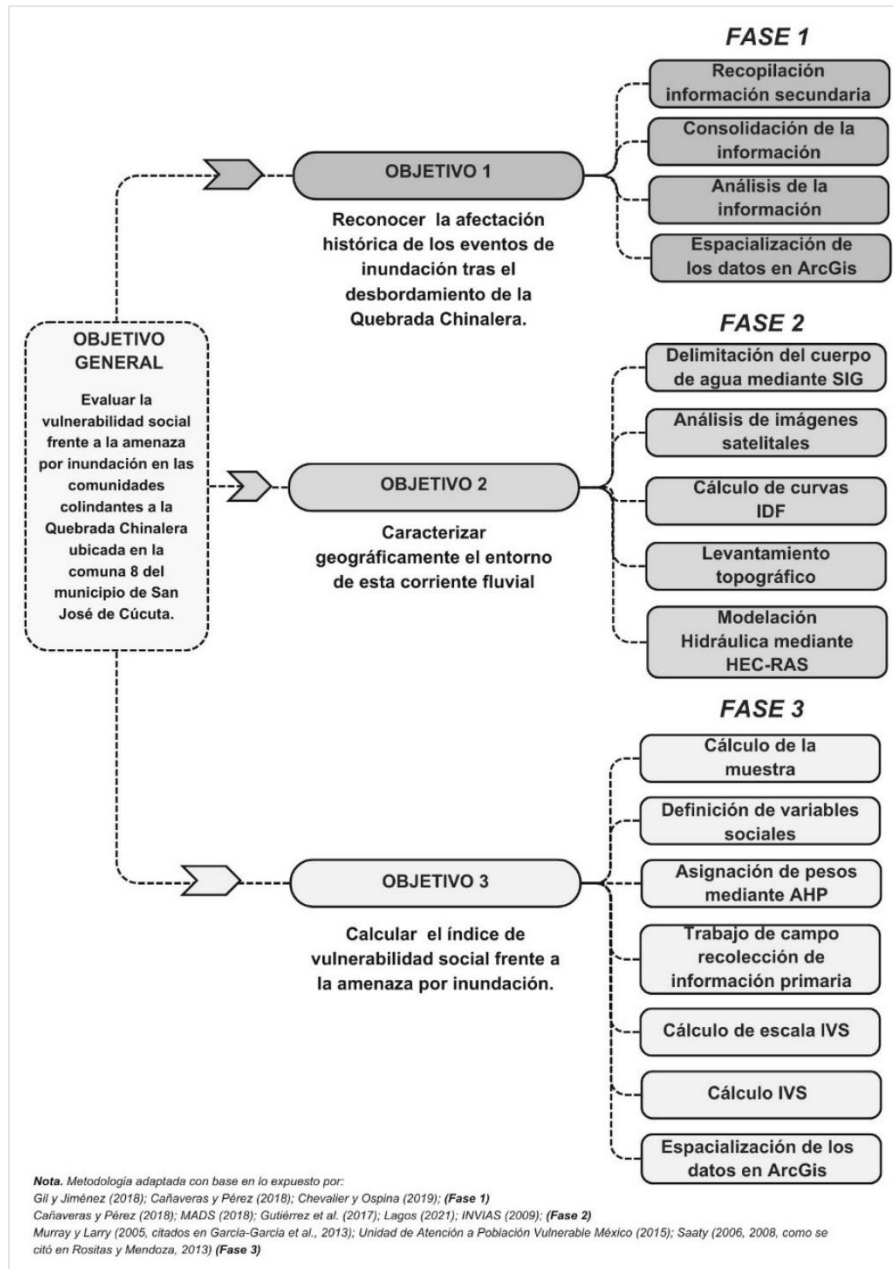 FASE 1
Recopilación
información secundaria
Consolidación de la
información
Análisis de la
información
Espacialización de
los datos en ArcGis
OBJETIVO 1
Reconocer la afectación
histórica de los eventos de
inundación tras el
desbordamiento de la
Quebrada Chinalera.
OBJETIVO
GENERAL
Evaluar la
vulnerabilidad social
frente a la amenaza
por inundación en las
comunidades
colindantes a la
Quebrada Chinalera
ubicada en la
comuna 8 del
municipio de San
José de Cúcuta.
FASE 2
Delimitación del cuerpo
de agua mediante SIG
Análisis de imágenes
satelitales
Cálculo de curvas
IDF
Levantamiento
topográfico
Modelación
Hidráulica mediante
HEC-RAS
OBJETIVO 2
Caracterizar
geográficamente el entorno
de esta corriente fluvial
FASE 3
Cálculo de la
muestra
Definición de variables
sociales
Asignación de pesos
mediante AHP
Trabajo de campo
recolección de
información primaria
Cálculo de escala IVS
Cálculo IVS
Espacialización de los
datos en ArcGis
OBJETIVO 3
Calcular el índice de
vulnerabilidad social frente a
la amenaza por inundación.
Nota. Metodología adaptada con base en lo expuesto por:
Gil y Jiménez (2018); Cañaveras y Pérez (2018); Chevalier y Ospina (2019); (Fase 1)
Cañaveras y Pérez (2018); MADS (2018); Gutiérrez et al. (2017); Lagos (2021); INVIAS (2009); (Fase 2)
Murray y Larry (2005, citados en García-García et al., 2013); Unidad de Atención a Población Vulnerable México (2015); Saaty (2006, 2008, como se
citó en Rositas y Mendoza, 2013) (Fase 3)